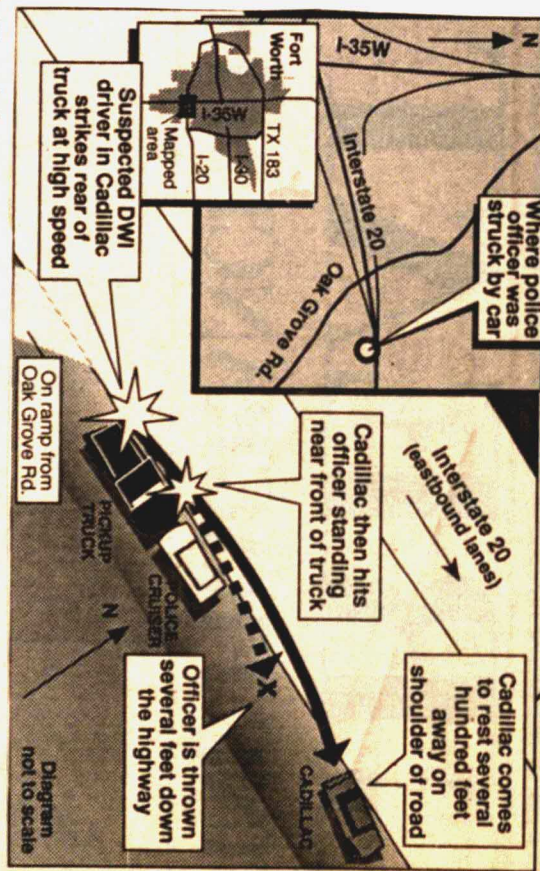 N
I-35W
Interstate 20
Oak Grove Rd.
Where police
officer was
struck by car
Fort
Worth
TX 183
I-35W
I-30
I-20
Mapped
area
Suspected DWI
driver in Cadillac
strikes rear of
truck at high speed
Cadillac then hits
officer standing
near front of truck
Interstate 20
(eastbound lanes)
Cadillac comes
to rest several
hundred feet
away on
shoulder of road
On ramp from
Oak Grove Rd.
PICKUP
TRUCK
POLICE
CRUISER
X
CADILLAC
N
Officer is thrown
several feet down
the highway
Diagram
not to scale